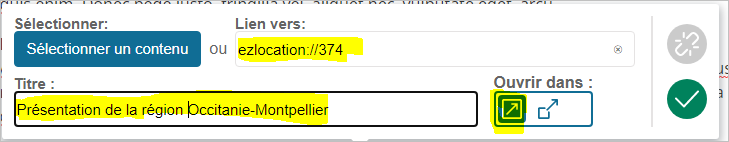 Sélectionner:
Lien vers:
Sélectionner un contenu
ou
ezlocation://374
Titre :
Ouvrir dans :
Présentation de la région Occitanie-Montpellier